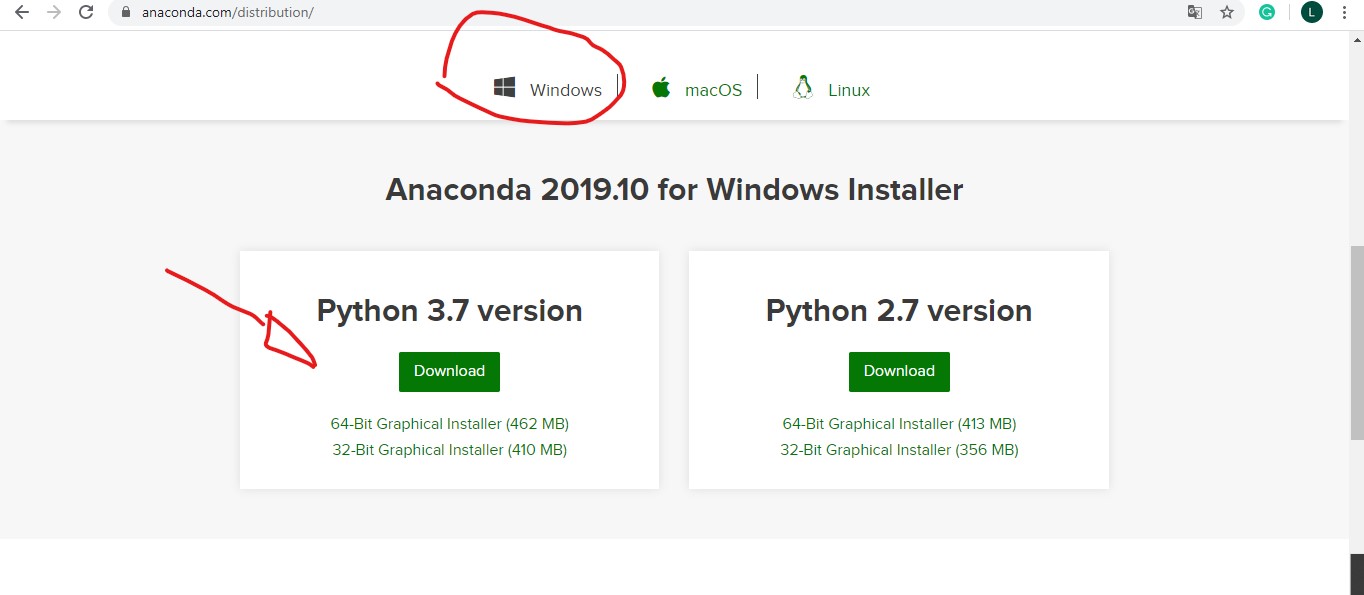 anaconda.com/distribution/
L
Windows macOS Linux
Anaconda 2019.10 for Windows Installer
Python 3.7 version
Download
64-Bit Graphical Installer (462 MB)
32-Bit Graphical Installer (410 MB)
Python 2.7 version
Download
64-Bit Graphical Installer (413 MB)
32-Bit Graphical Installer (356 MB)